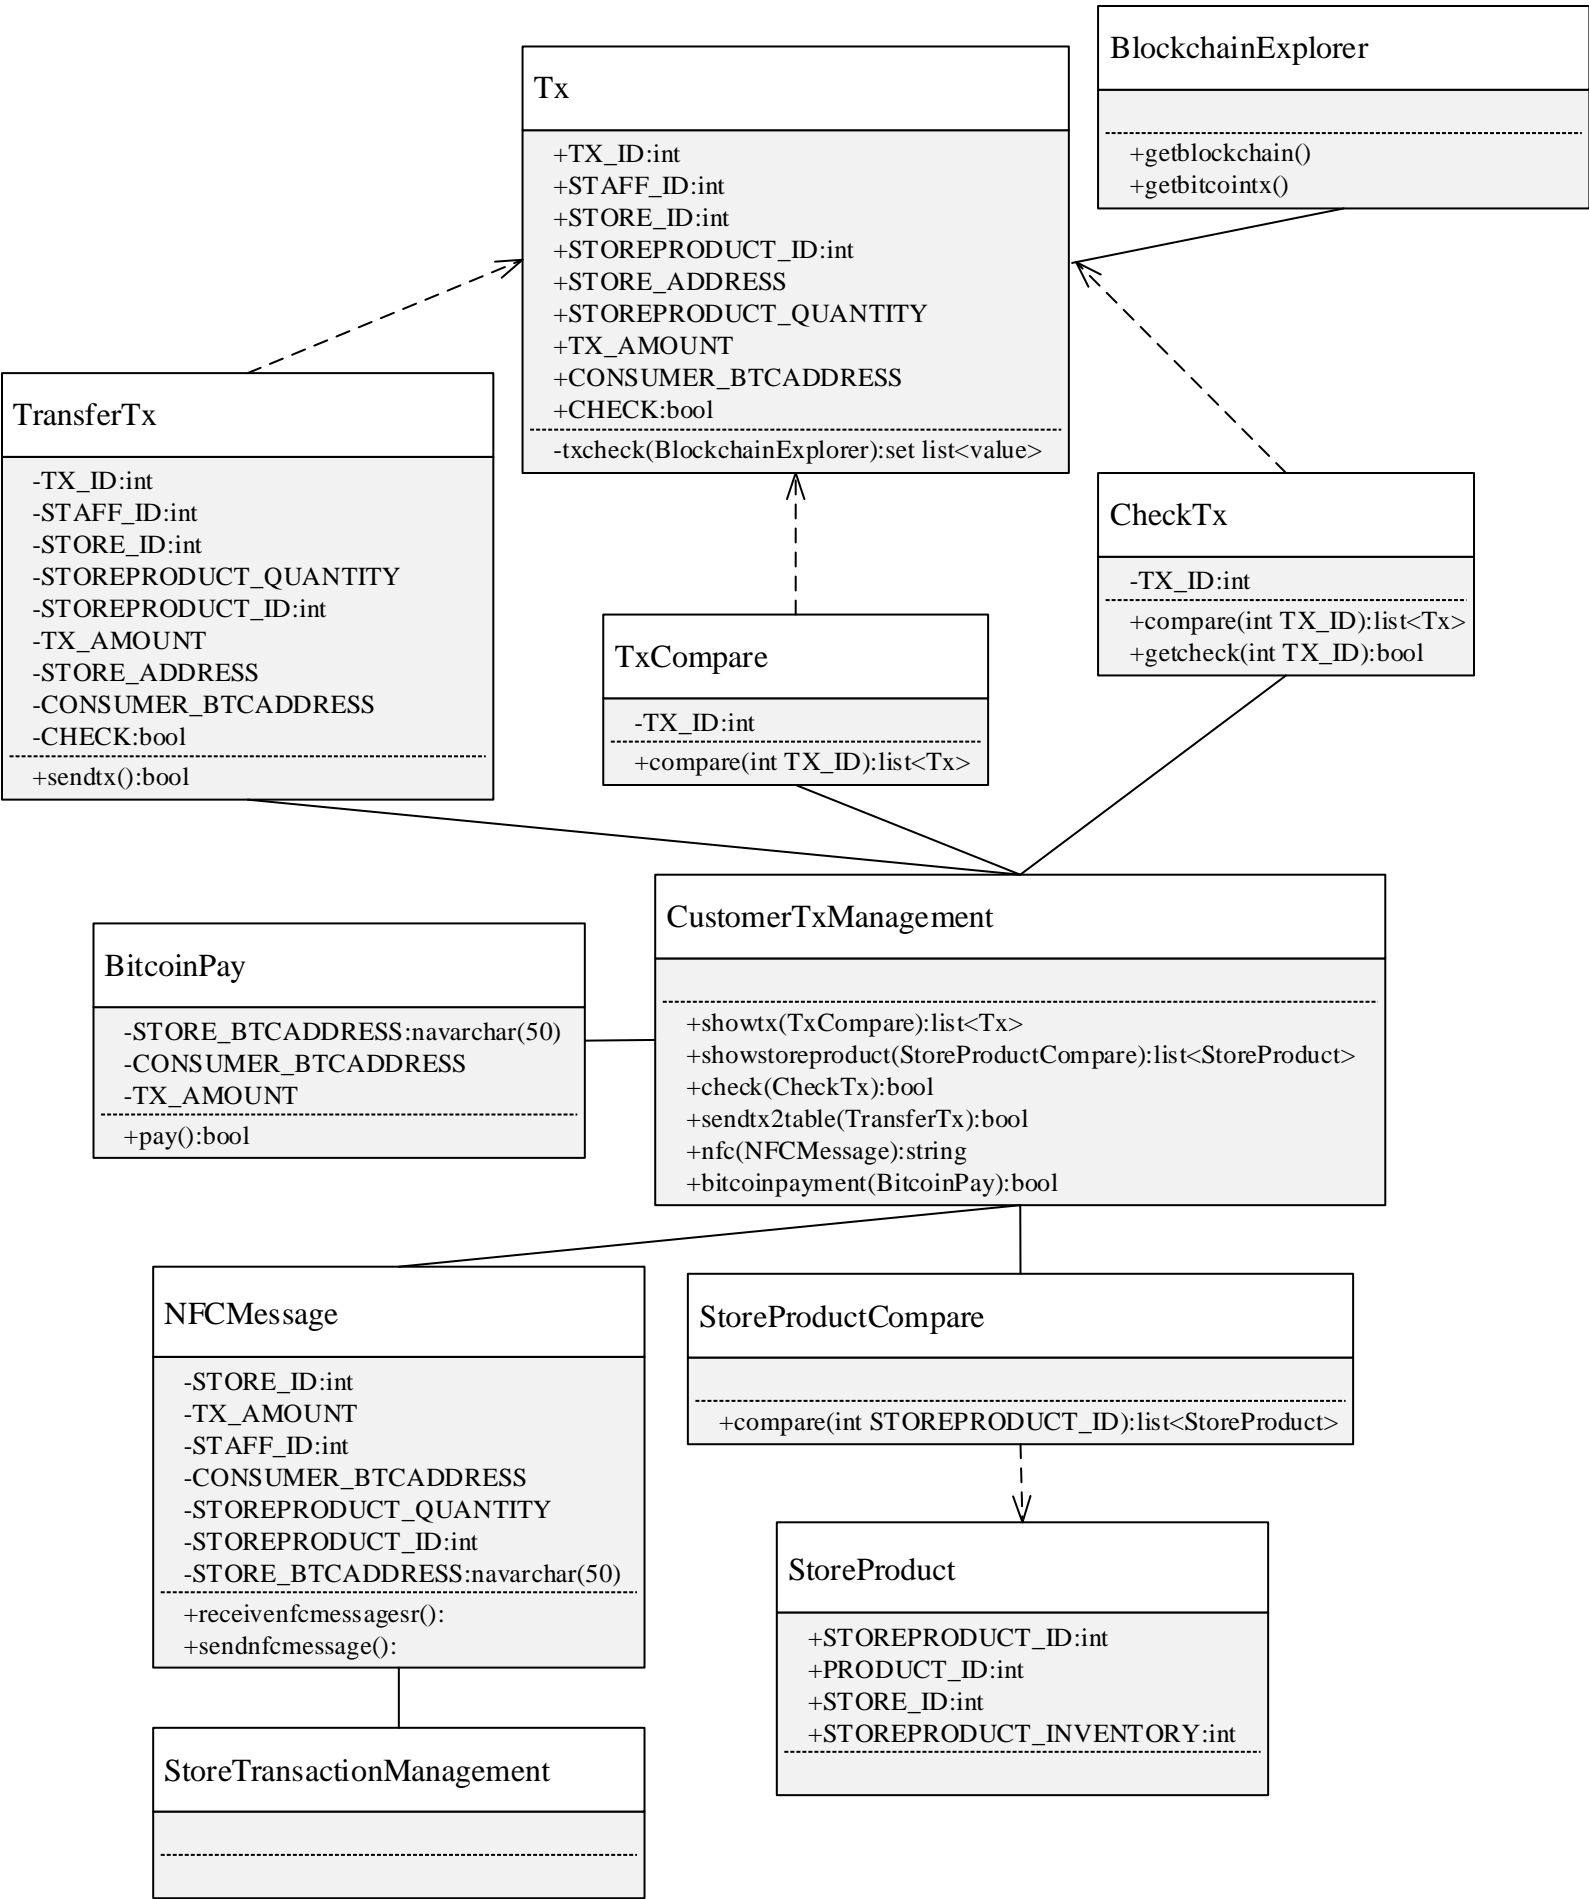 BlockchainExplorer
+getblockchain()
+getbitcointx()
Tx
+TX_ID:int
+STAFF_ID:int
+STORE_ID:int
+STOREPRODUCT_ID:int
+STORE_ADDRESS
+STOREPRODUCT_QUANTITY
+TX_AMOUNT
+CONSUMER_BTCADDRESS
+CHECK:bool
-txcheck(BlockchainExplorer):set list<value>
TransferTx
-TX_ID:int
-STAFF_ID:int
-STORE_ID:int
-STOREPRODUCT_QUANTITY
-STOREPRODUCT_ID:int
-TX_AMOUNT
-STORE_ADDRESS
-CONSUMER_BTCADDRESS
-CHECK:bool
+sendtx():bool
TxCompare
-TX_ID:int
+compare(int TX_ID):list<Tx>
CheckTx
-TX_ID:int
+compare(int TX_ID):list<Tx>
+getcheck(int TX_ID):bool
BitcoinPay
-STORE_BTCADDRESS:navarchar(50)
-CONSUMER_BTCADDRESS
-TX_AMOUNT
+pay():bool
CustomerTxManagement
+showtx(TxCompare):list<Tx>
+showstoreproduct(StoreProductCompare):list<StoreProduct>
+check(CheckTx):bool
+sendtx2table(TransferTx):bool
+nfc(NFCMessage):string
+bitcoinpayment(BitcoinPay):bool
NFCMessage
-STORE_ID:int
-TX_AMOUNT
-STAFF_ID:int
-CONSUMER_BTCADDRESS
-STOREPRODUCT_QUANTITY
-STOREPRODUCT_ID:int
-STORE_BTCADDRESS:navarchar(50)
+receivenfcmessagesr():
+sendnfcmessage():
StoreProductCompare
+compare(int STOREPRODUCT_ID):list<StoreProduct>
StoreProduct
+STOREPRODUCT_ID:int
+PRODUCT_ID:int
+STORE_ID:int
+STOREPRODUCT_INVENTORY:int
StoreTransactionManagement